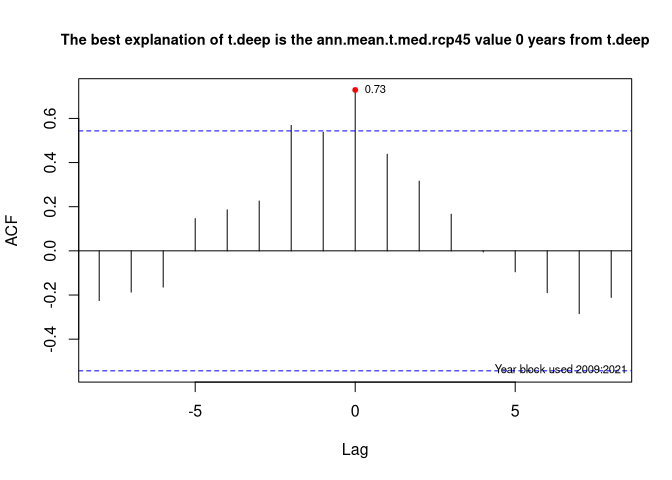 The best explanation of t.deep is the ann.mean.t.med.rcp45 value 0 years from t.deep
0.73
0.6
0.4
0.2
0.0
-0.2
-0.4
ACF
Year block used 2009:2021
-5 0 5
Lag